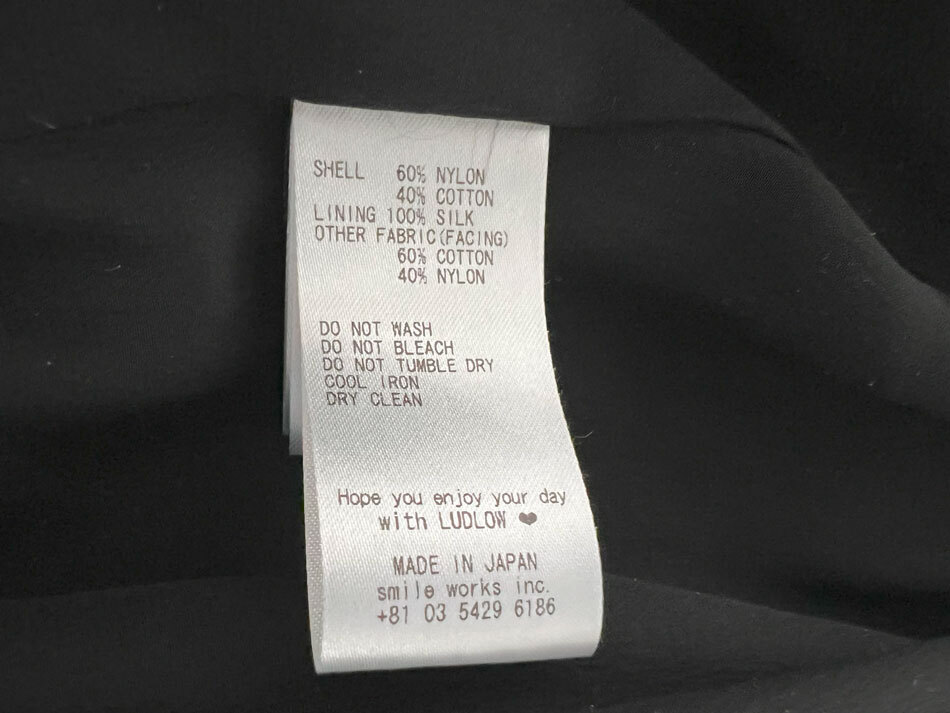 SHELL 60% NYLON
40% COTTON
LINING 100% SILK
OTHER FABRIC(FACING)
60% COTTON
40% NYLON
DO NOT WASH
DO NOT BLEACH
DO NOT TUMBLE DRY
COOL IRON
DRY CLEAN
Hope you enjoy your day
with LUDLOW ❤
MADE IN JAPAN
smile works inc.
+81 03 5429 6186